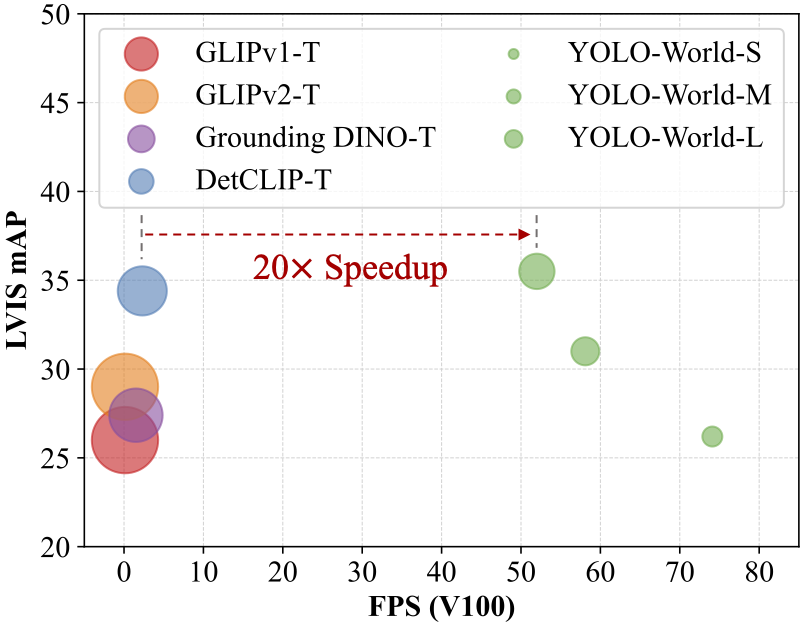 50
45
40
35
30
25
20
LVIS mAP
GLIPv1-T
GLIPv2-T
Grounding DINO-T
DetCLIP-T
YOLO-World-S
YOLO-World-M
YOLO-World-L
20× Speedup
0 10 20 30 40 50 60 70 80
FPS (V100)